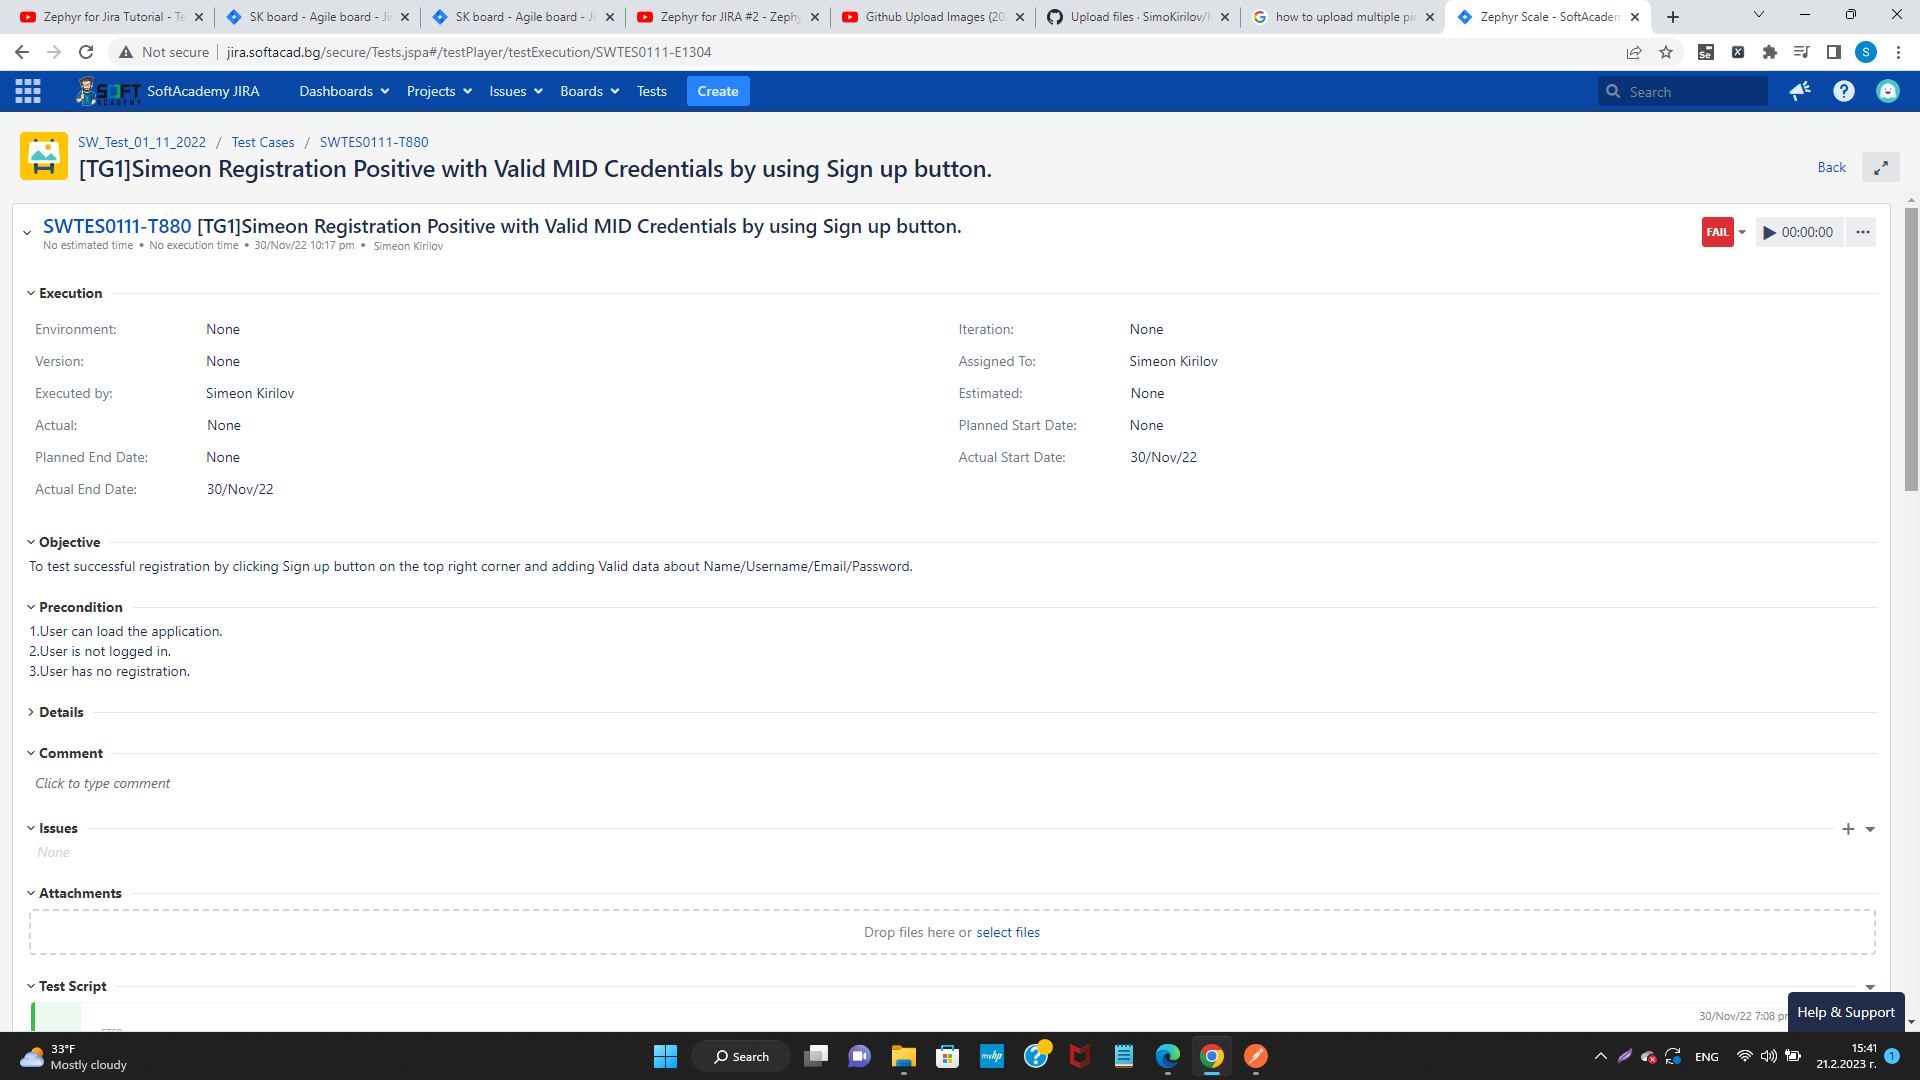 Zephyr for Jira Tutorial - Te
SK board - Agile board - Ji
SK board - Agile board - Ji
Zephyr for JIRA #2 - Zephy
Github Upload Images (20
Upload files · SimoKirilov/
how to upload multiple pi
Zephyr Scale - SoftAcadem
Not secure
jira.softacad.bg/secure/Tests.jspa#/testPlayer/testExecution/SWTES0111-E1304
S
SOFT
ACADEMY
SoftAcademy JIRA
Dashboards
Projects
Issues
Boards
Tests
Create
Search
SW_Test_01_11_2022 / Test Cases / SWTES0111-T880
[TG1]Simeon Registration Positive with Valid MID Credentials by using Sign up button.
Back
SWTES0111-T880 [TG1]Simeon Registration Positive with Valid MID Credentials by using Sign up button.
No estimated time • No execution time • 30/Nov/22 10:17 pm • Simeon Kirilov
FAIL
00:00:00
Execution
Environment: None
Iteration: None
Version: None
Assigned To: Simeon Kirilov
Executed by: Simeon Kirilov
Estimated: None
Actual: None
Planned Start Date: None
Planned End Date: None
Actual Start Date: 30/Nov/22
Actual End Date: 30/Nov/22
Objective
To test successful registration by clicking Sign up button on the top right corner and adding Valid data about Name/Username/Email/Password.
Precondition
1.User can load the application.
2.User is not logged in.
3.User has no registration.
Details
Comment
Click to type comment
Issues
None
Attachments
Drop files here or select files
Test Script
30/Nov/22 7:08 pm
STEP
Help & Support
33°F
Mostly cloudy
Search
myhp
ENG
15:41
21.2.2023 г.
1